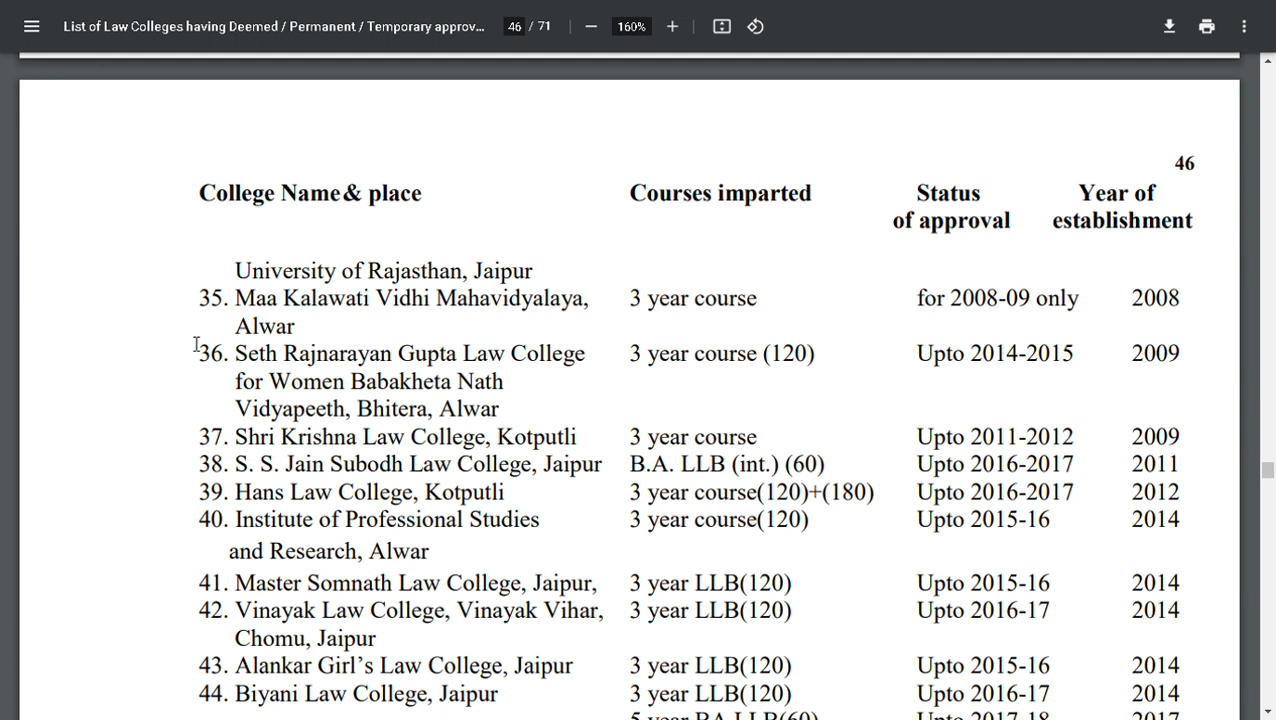 List of Law Colleges having Deemed / Permanent / Temporary approv... 46 / 71 160%
46
College Name& place Courses imparted Status of approval Year of establishment
University of Rajasthan, Jaipur
35. Maa Kalawati Vidhi Mahavidyalaya, 3 year course for 2008-09 only 2008
Alwar
36. Seth Rajnarayan Gupta Law College 3 year course (120) Upto 2014-2015 2009
for Women Babakheta Nath
Vidyapeeth, Bhitera, Alwar
37. Shri Krishna Law College, Kotputli 3 year course Upto 2011-2012 2009
38. S. S. Jain Subodh Law College, Jaipur B.A. LLB (int.) (60) Upto 2016-2017 2011
39. Hans Law College, Kotputli 3 year course(120)+(180) Upto 2016-2017 2012
40. Institute of Professional Studies 3 year course(120) Upto 2015-16 2014
and Research, Alwar
41. Master Somnath Law College, Jaipur, 3 year LLB(120) Upto 2015-16 2014
42. Vinayak Law College, Vinayak Vihar, 3 year LLB(120) Upto 2016-17 2014
Chomu, Jaipur
43. Alankar Girl’s Law College, Jaipur 3 year LLB(120) Upto 2015-16 2014
44. Biyani Law College, Jaipur 3 year LLB(120) Upto 2016-17 2014
5 year BA LLB(60) Upto 2017-18 2017